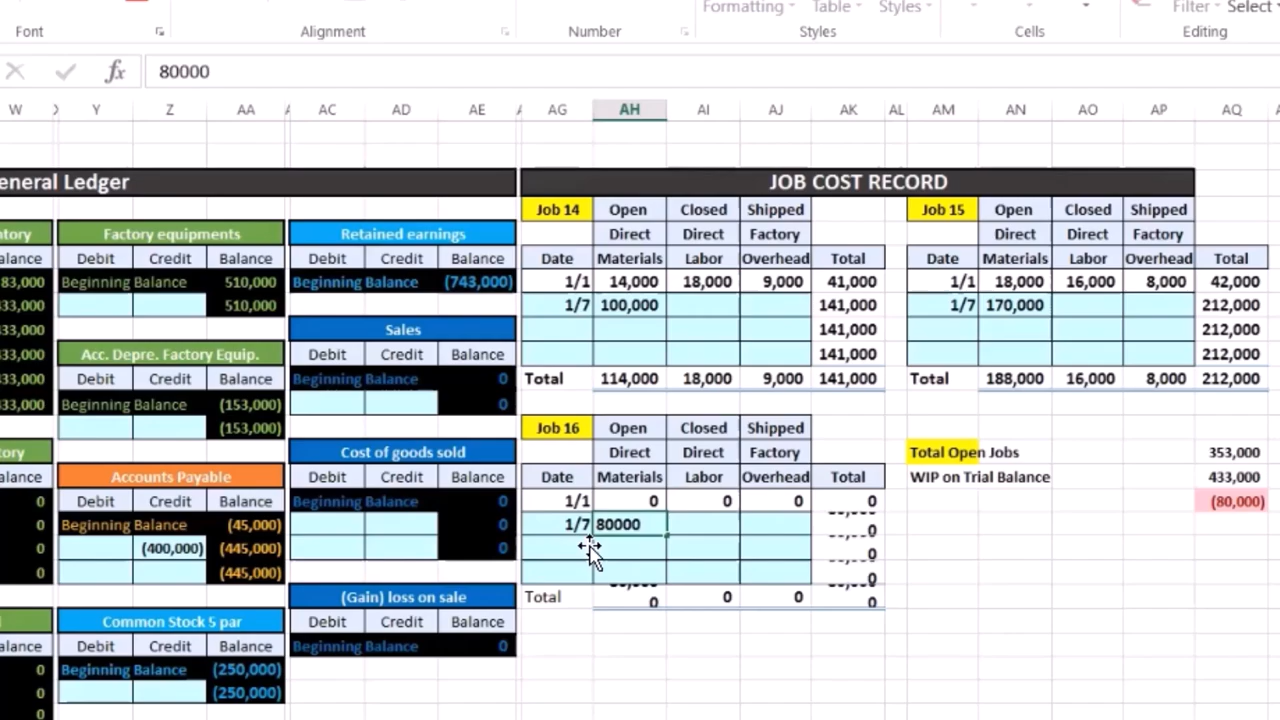 Formatting Table Styles Filter Select
Font Alignment Number Styles Cells Editing
fx 80000
W Y Z AA AC AD AE AG AH AI AJ AK AL AM AN AO AP AQ
eneral Ledger JOB COST RECORD
Job 14 Open Closed Shipped Job 15 Open Closed Shipped
tory Factory equipments Retained earnings Direct Direct Factory Direct Direct Factory
alance Debit Credit Balance Debit Credit Balance Date Materials Labor Overhead Total Date Materials Labor Overhead Total
83,000 Beginning Balance 510,000 Beginning Balance (743,000) 1/1 14,000 18,000 9,000 41,000 1/1 18,000 16,000 8,000 42,000
433,000 510,000 1/7 100,000 141,000 1/7 170,000 212,000
33,000 Sales 141,000 212,000
33,000 Acc. Depre. Factory Equip. Debit Credit Balance 141,000 212,000
433,000 Debit Credit Balance Beginning Balance 0 Total 114,000 18,000 9,000 141,000 Total 188,000 16,000 8,000 212,000
433,000 Beginning Balance (153,000) 0
(153,000) Job 16 Open Closed Shipped
tory Cost of goods sold Direct Direct Factory Total Open Jobs 353,000
alance Accounts Payable Debit Credit Balance Date Materials Labor Overhead Total WIP on Trial Balance 433,000
0 Debit Credit Balance Beginning Balance 0 1/1 0 0 0 0 (80,000)
0 Beginning Balance (45,000) 0 1/7 80000 0
0 (400,000) (445,000) 0 0
0 (445,000) 0
(Gain) loss on sale Total 0 0 0 0
Common Stock 5 par Debit Credit Balance
alance Debit Credit Balance Beginning Balance 0
0 Beginning Balance (250,000)
0 (250,000)
0